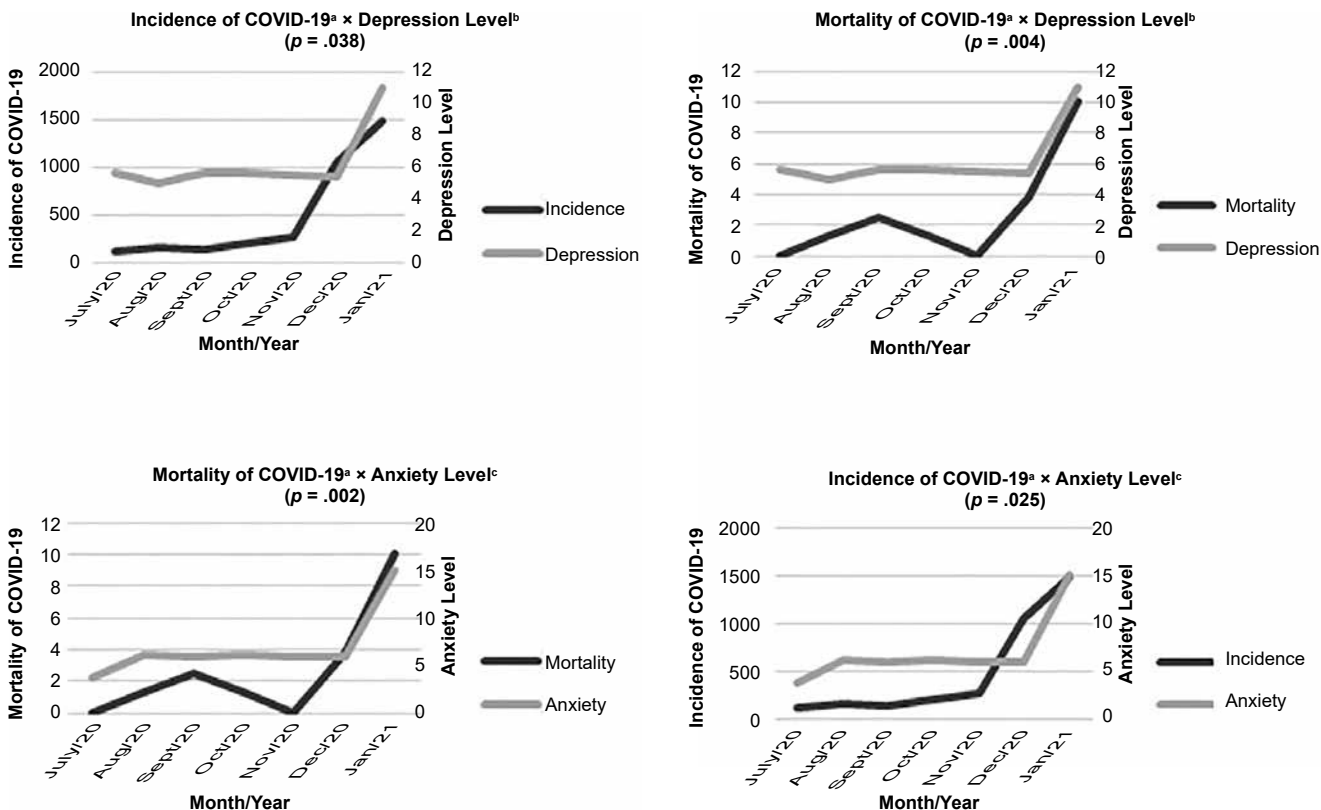 Incidence of COVID-19ᵃ × Depression Levelᵇ
(p = .038)
Incidence of COVID-19
2000
1500
1000
500
0
12
10
8
6
4
2
0
Depression Level
Incidence
Depression
July/20
Aug/20
Sept/20
Oct/20
Nov/20
Dec/20
Jan/21
Month/Year
Mortality of COVID-19ᵃ × Depression Levelᵇ
(p = .004)
Mortality of COVID-19
12
10
8
6
4
2
0
12
10
8
6
4
2
0
Depression Level
Mortality
Depression
July/20
Aug/20
Sept/20
Oct/20
Nov/20
Dec/20
Jan/21
Month/Year
Mortality of COVID-19ᵃ × Anxiety Levelᶜ
(p = .002)
Mortality of COVID-19
12
10
8
6
4
2
0
20
15
10
5
0
Anxiety Level
Mortality
Anxiety
July/20
Aug/20
Sept/20
Oct/20
Nov/20
Dec/20
Jan/21
Month/Year
Incidence of COVID-19ᵃ × Anxiety Levelᶜ
(p = .025)
Incidence of COVID-19
2000
1500
1000
500
0
20
15
10
5
0
Anxiety Level
Incidence
Anxiety
July/20
Aug/20
Sept/20
Oct/20
Nov/20
Dec/20
Jan/21
Month/Year